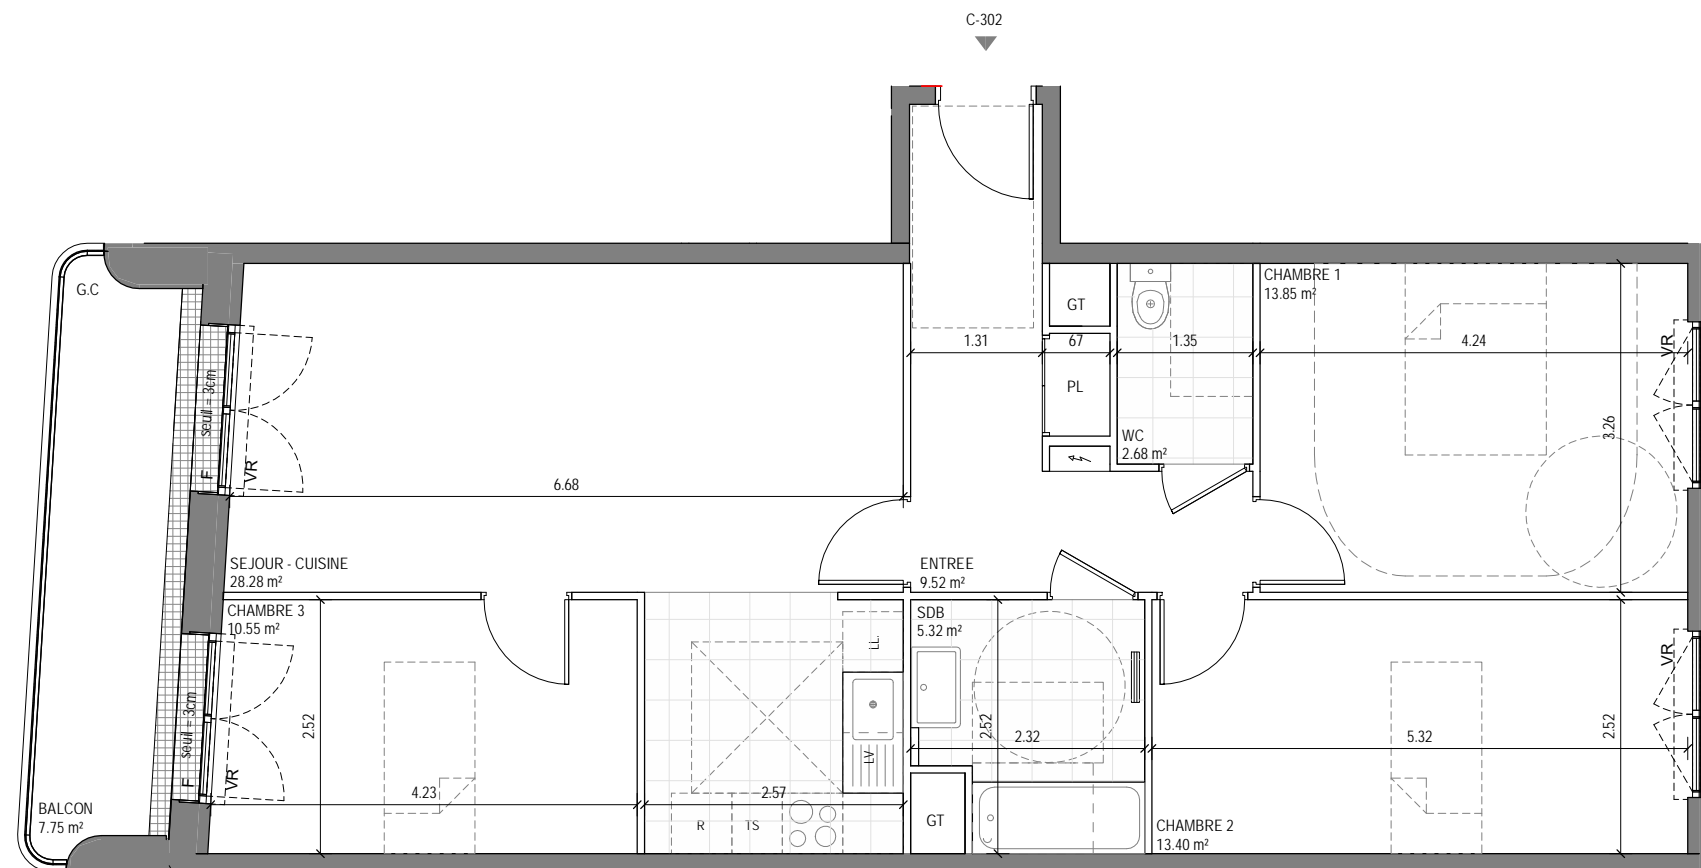 C-302
G.C
GT
CHAMBRE 1
13.85 m²
1.31
67
1.35
4.24
VR
seuil = 3cm
PL
3.26
WC
2.68 m²
F
VR
6.68
SEJOUR - CUISINE
28.28 m²
ENTREE
9.52 m²
CHAMBRE 3
10.55 m²
SDB
5.32 m²
LL.
VR
seuil = 3cm
2.52
2.52
2.32
5.32
2.52
LV
F
VR
4.23
2.57
BALCON
7.75 m²
R
TS
GT
CHAMBRE 2
13.40 m²